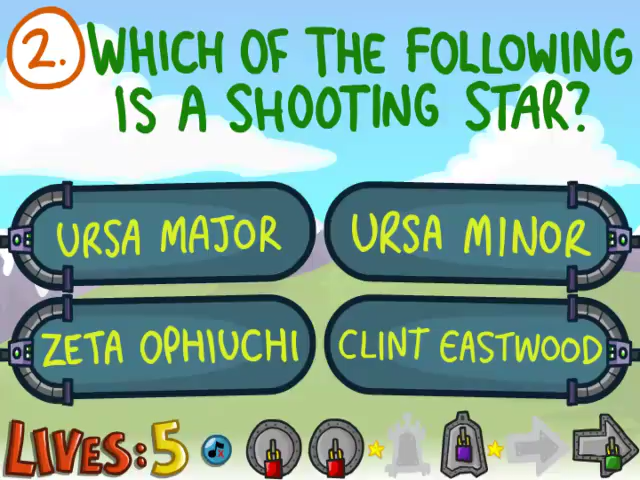 2. WHICH OF THE FOLLOWING
IS A SHOOTING STAR?
URSA MAJOR
URSA MINOR
ZETA OPHIUCHI
CLINT EASTWOOD
LIVES: 5